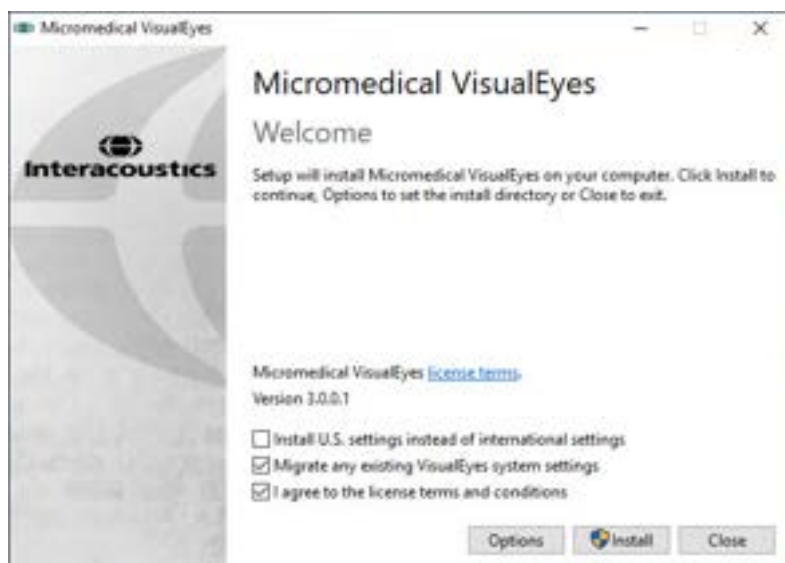 Micromedical VisualEyes
Interacoustics
Micromedical VisualEyes
Welcome
Setup will install Micromedical VisualEyes on your computer. Click Install to
continue, Options to set the install directory or Close to exit.
Micromedical VisualEyes license terms.
Version 3.0.0.1
Install U.S. settings instead of international settings
Migrate any existing VisualEyes system settings
I agree to the license terms and conditions
Options Install Close